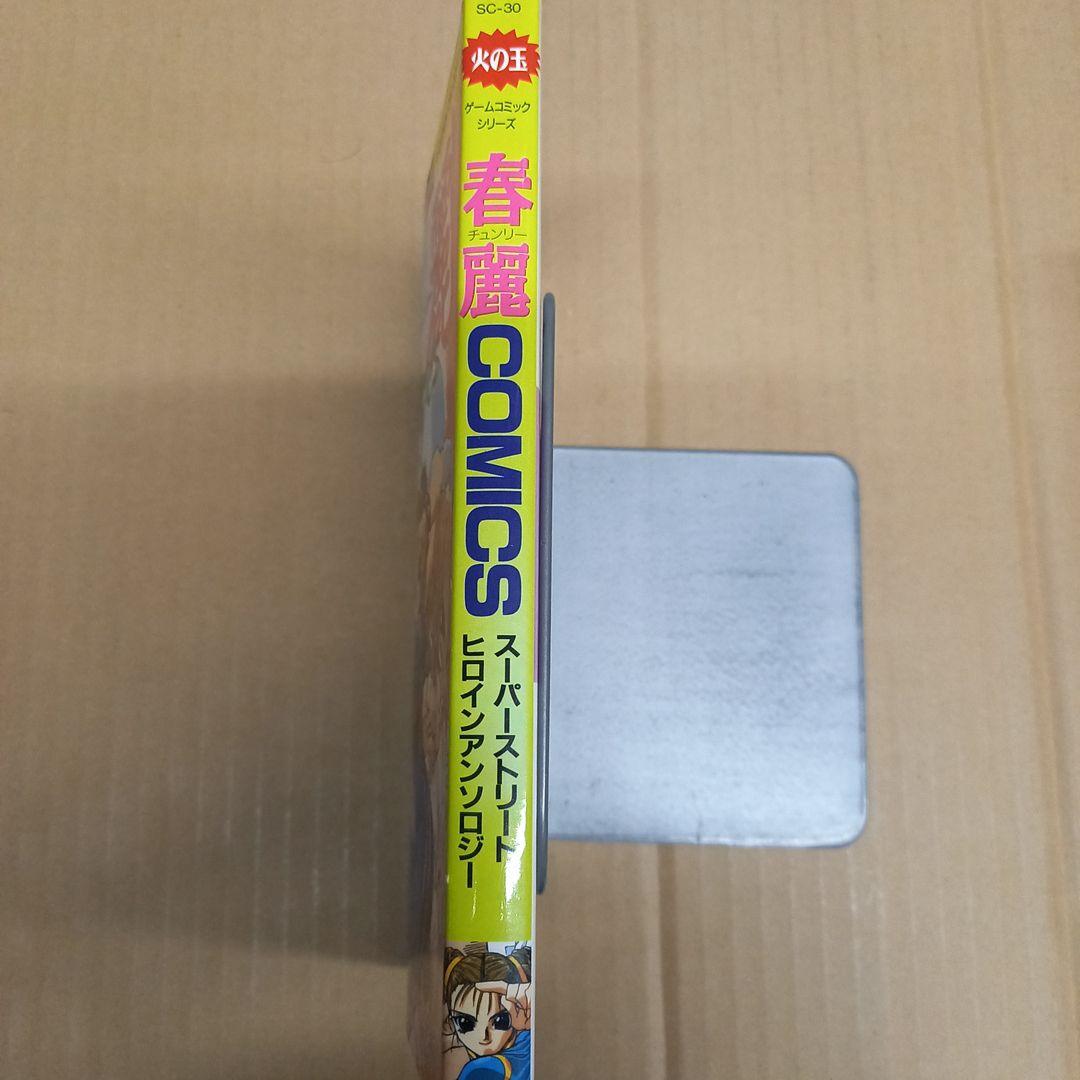 SC-30
火の玉
ゲームコミック
シリーズ
春麗
チュンリー
COMICS
スーパーストリート
ヒロインアンソロジー